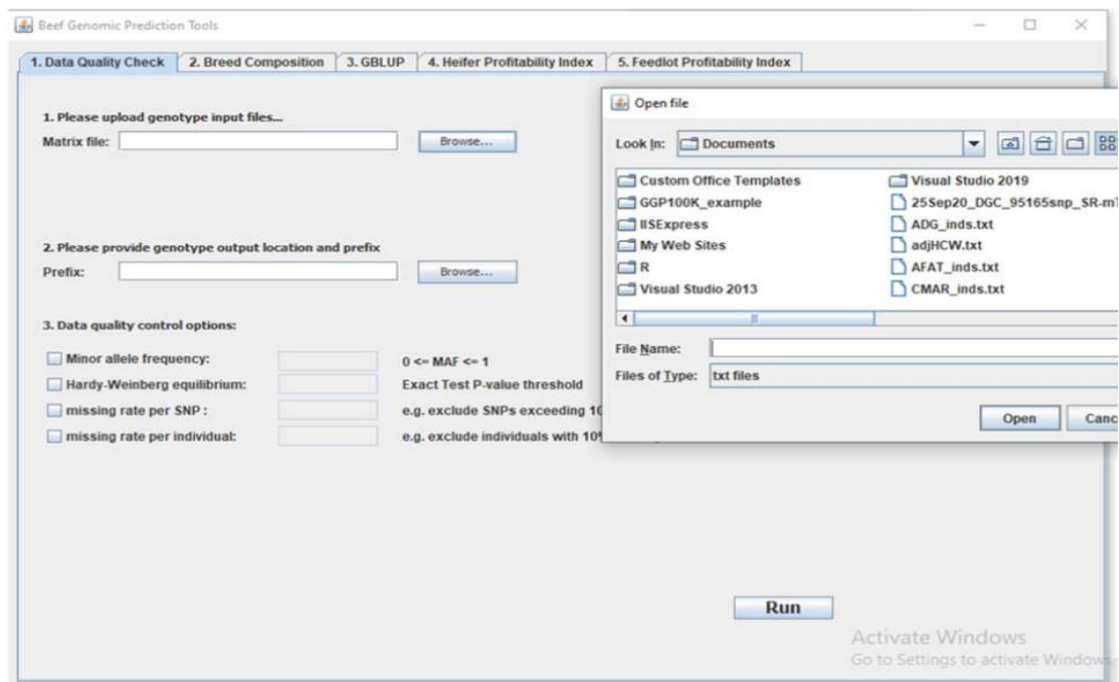 Beef Genomic Prediction Tools
1. Data Quality Check 2. Breed Composition 3. GBLUP 4. Heifer Profitability Index 5. Feedlot Profitability Index
1. Please upload genotype input files...
Matrix file: Browse...
2. Please provide genotype output location and prefix
Prefix: Browse...
3. Data quality control options:
Minor allele frequency: 0 <= MAF <= 1
Hardy-Weinberg equilibrium: Exact Test P-value threshold
missing rate per SNP : e.g. exclude SNPs exceeding 10
missing rate per individual: e.g. exclude individuals with 10
Run
Open file
Look In: Documents
Custom Office Templates Visual Studio 2019
GGP100K_example 25Sep20_DGC_95165snp_SR-mT
IISExpress ADG_inds.txt
My Web Sites adjHCW.txt
R AFAT_inds.txt
Visual Studio 2013 CMAR_inds.txt
File Name:
Files of Type: txt files
Open Canc
Activate Windows
Go to Settings to activate Windows